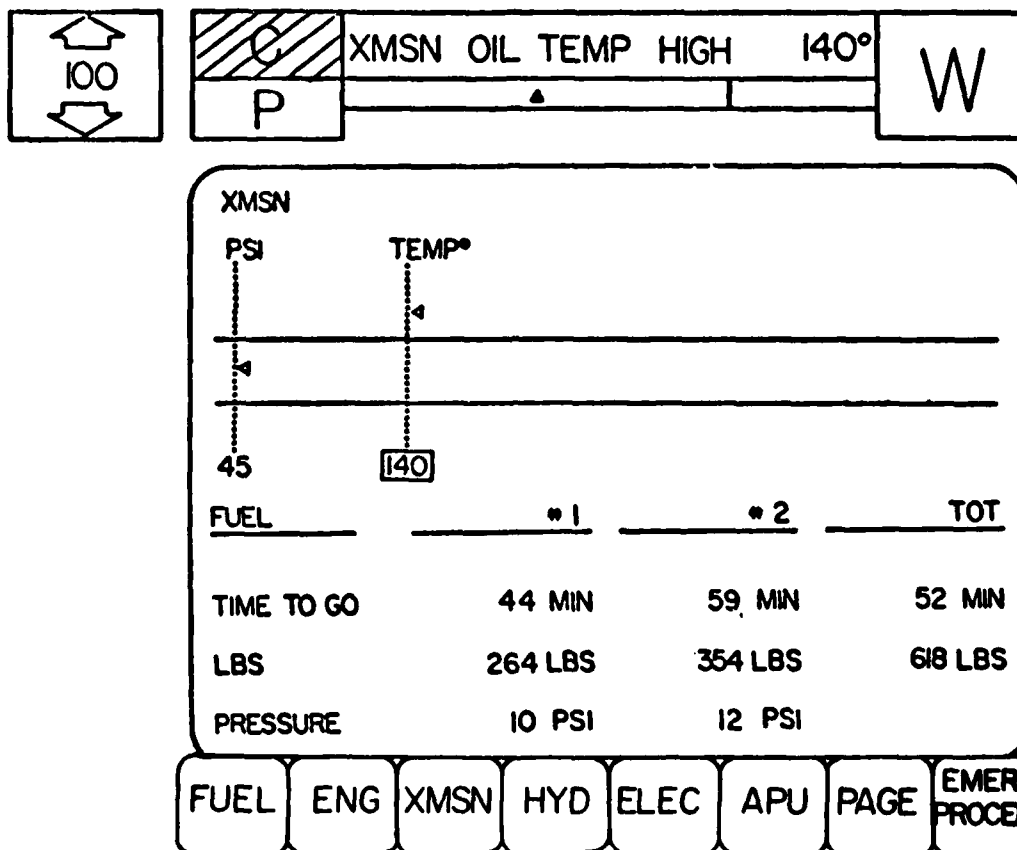 100
C
XMSN OIL TEMP HIGH 140°
W
P
XMSN
PSI TEMP°
45 140
FUEL #1 #2 TOT
TIME TO GO 44 MIN 59 MIN 52 MIN
LBS 264 LBS 354 LBS 618 LBS
PRESSURE 10 PSI 12 PSI
FUEL ENG XMSN HYD ELEC APU PAGE EMER